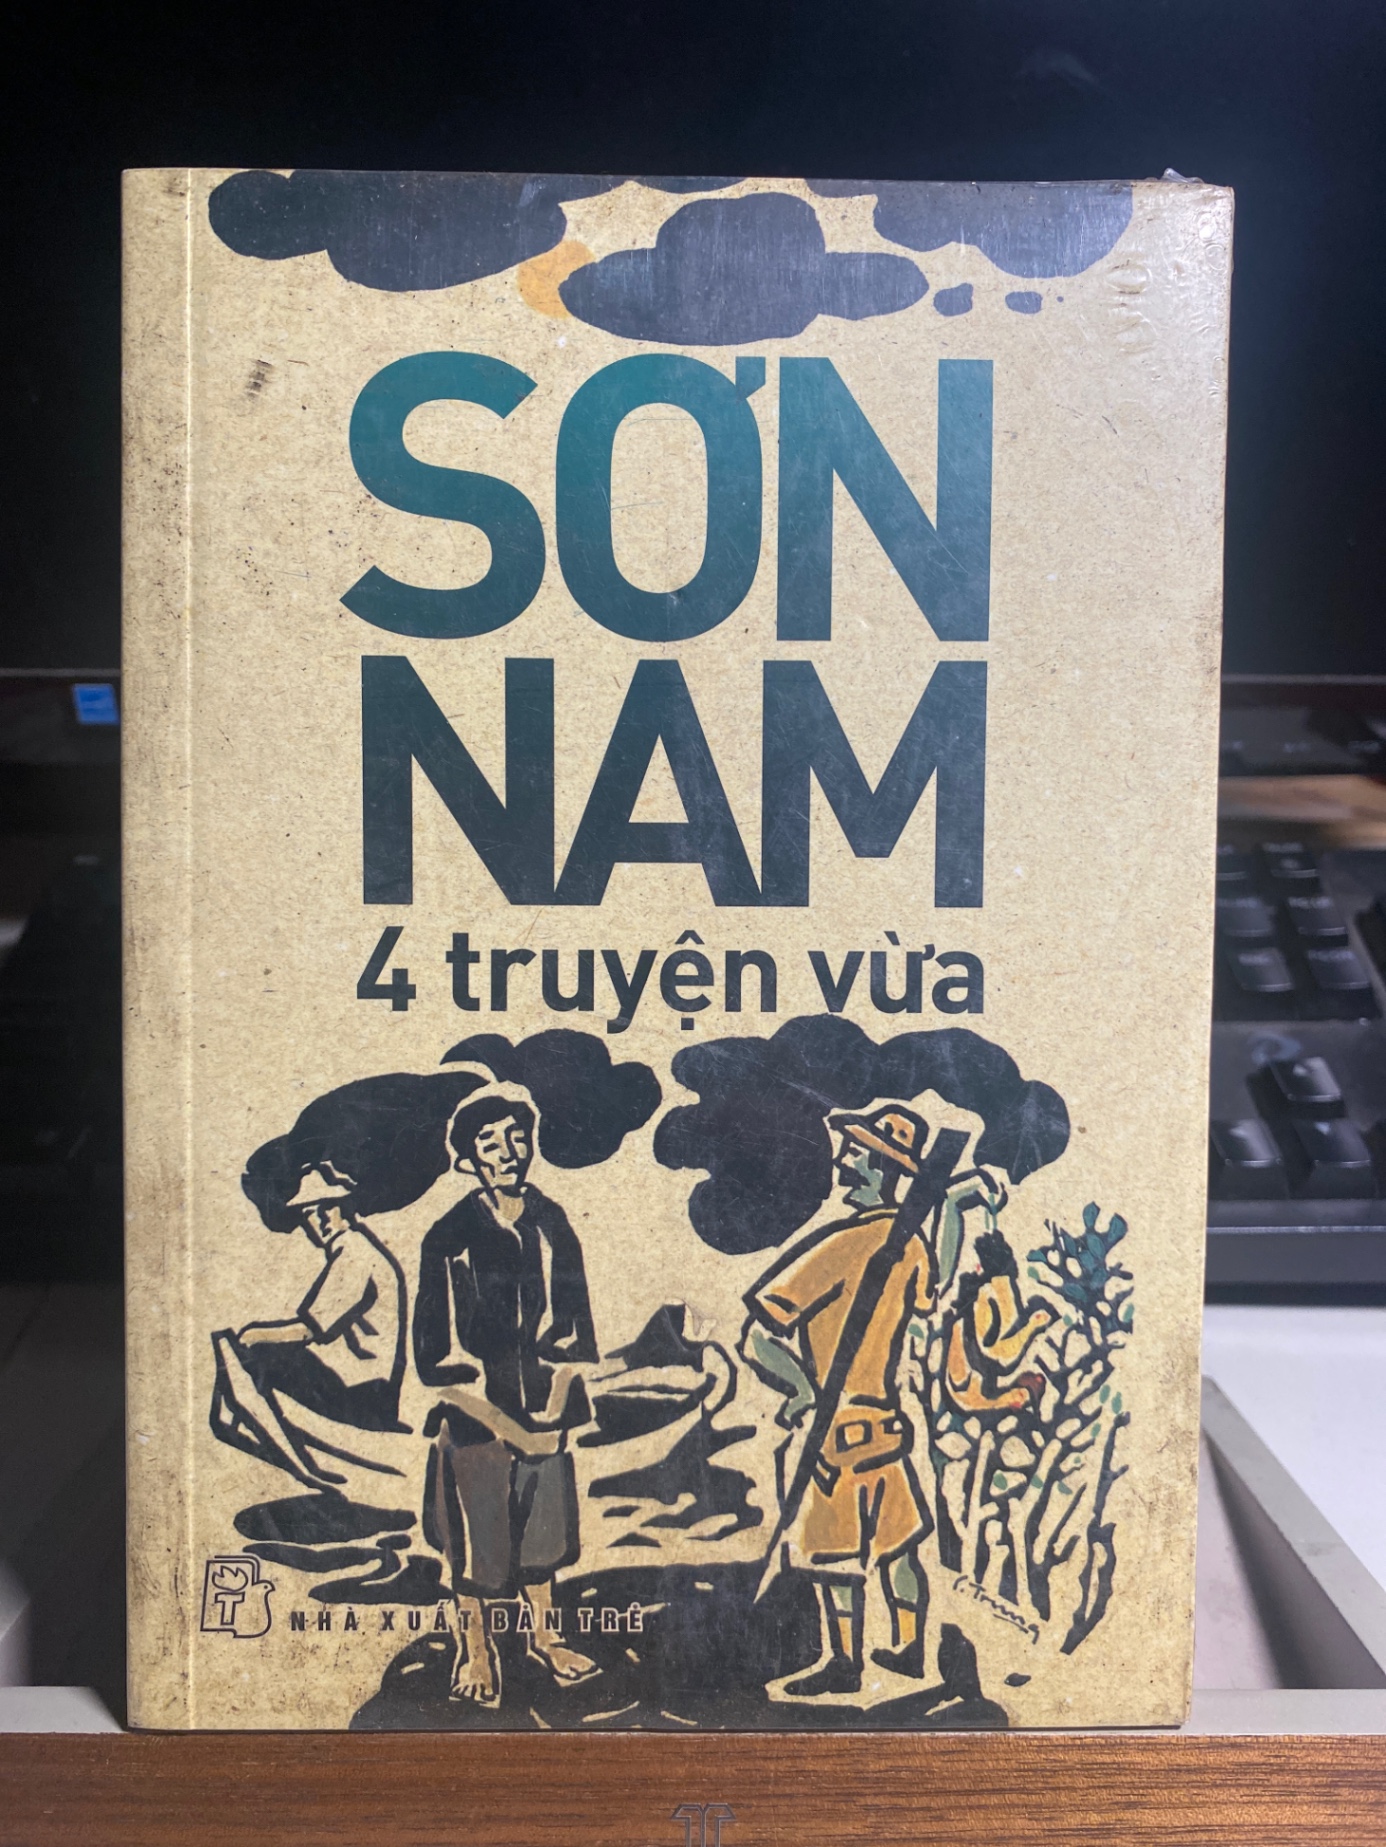 SƠN
NAM
4 truyện vừa
NHÀ XUẤT BẢN TRẺ